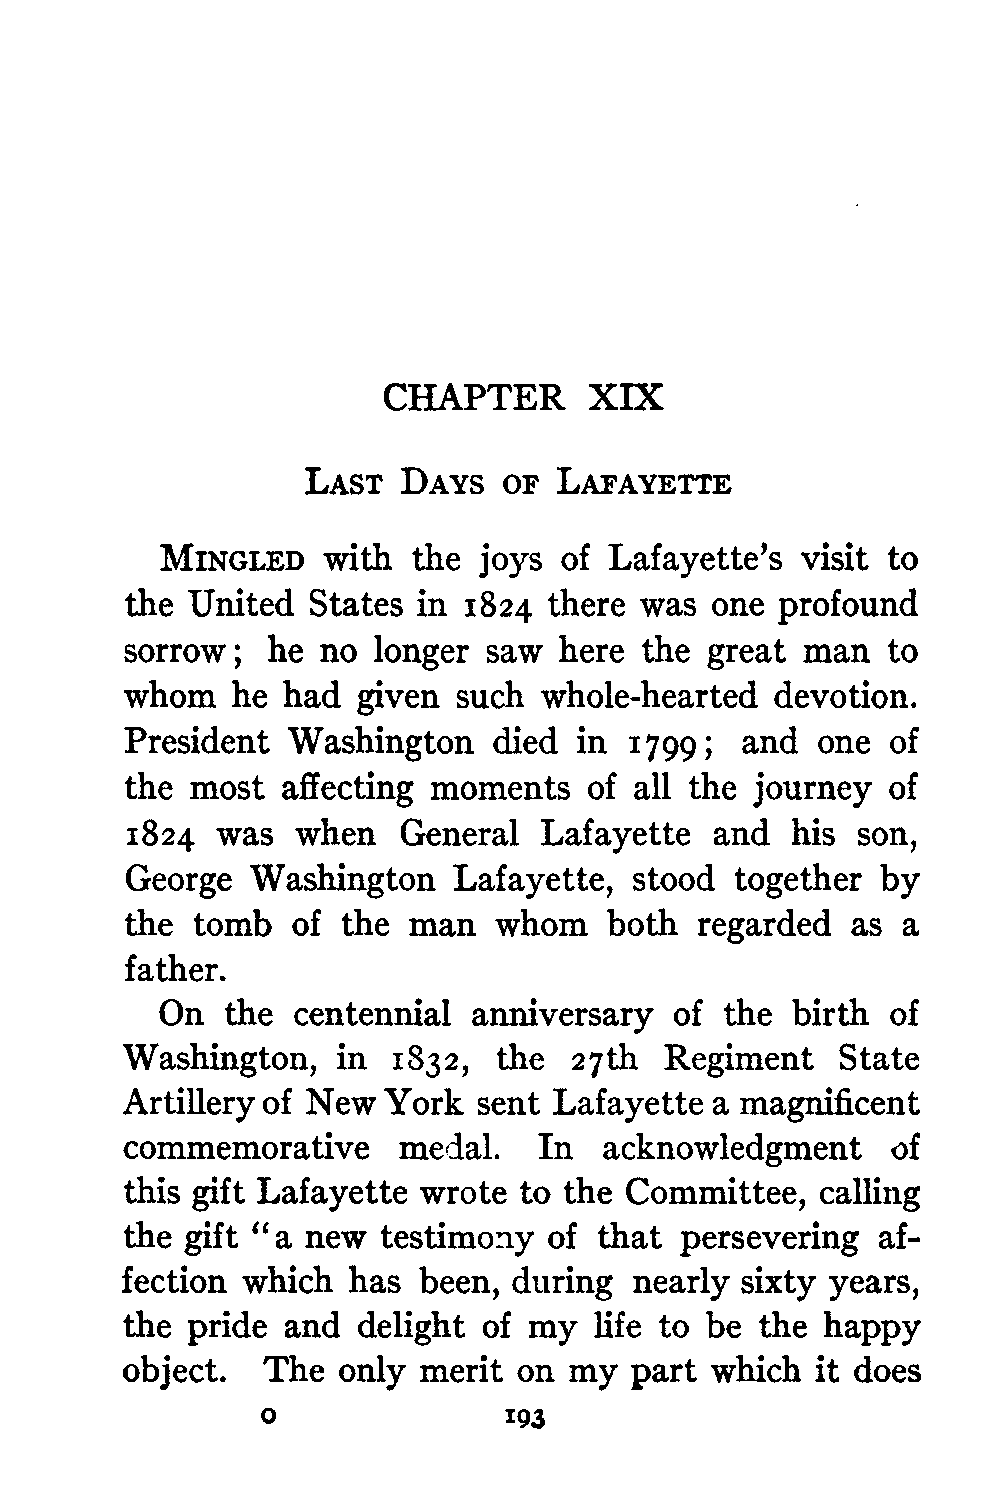 CHAPTER XIX
LAST DAYS OF LAFAYETTE
MINGLED with the joys of Lafayette's visit to
the United States in 1824 there was one profound
sorrow; he no longer saw here the great man to
whom he had given such whole-hearted devotion.
President Washington died in 1799; and one of
the most affecting moments of all the journey of
1824 was when General Lafayette and his son,
George Washington Lafayette, stood together by
the tomb of the man whom both regarded as a
father.
On the centennial anniversary of the birth of
Washington, in 1832, the 27th Regiment State
Artillery of New York sent Lafayette a magnificent
commemorative medal. In acknowledgment of
this gift Lafayette wrote to the Committee, calling
the gift "a new testimony of that persevering af-
fection which has been, during nearly sixty years,
the pride and delight of my life to be the happy
object. The only merit on my part which it does
O 193